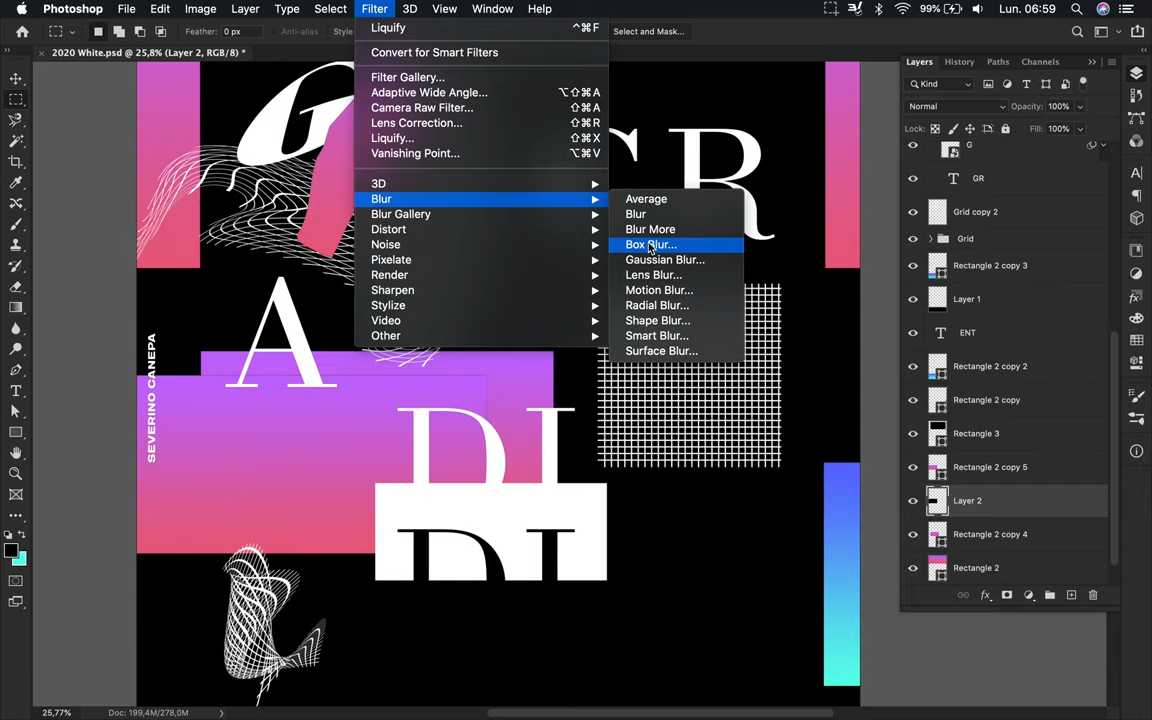 Photoshop File Edit Image Layer Type Select Filter 3D View Window Help 99% Lun. 06:59
Feather: 0 px Anti-alias Style Select and Mask...
× 2020 White.psd @ 25,8% (Layer 2, RGB/8) *
Liquify ^⌘F
Convert for Smart Filters
Filter Gallery...
Adaptive Wide Angle... ⌥⇧⌘A
Camera Raw Filter... ⇧⌘A
Lens Correction... ⇧⌘R
Liquify... ⇧⌘X
Vanishing Point... ⌥⌘V
3D
Blur
Blur Gallery
Distort
Noise
Pixelate
Render
Sharpen
Stylize
Video
Other
Average
Blur
Blur More
Box Blur...
Gaussian Blur...
Lens Blur...
Motion Blur...
Radial Blur...
Shape Blur...
Smart Blur...
Surface Blur...
G
R
A
DI
DI
SEVERINO CANEPA
Layers History Paths Channels
Kind
Normal Opacity: 100%
Lock: Fill: 100%
G
T GR
Grid copy 2
Grid
Rectangle 2 copy 3
Layer 1
T ENT
Rectangle 2 copy 2
Rectangle 2 copy
Rectangle 3
Rectangle 2 copy 5
Layer 2
Rectangle 2 copy 4
Rectangle 2
25,77% Doc: 199,4M/278,0M